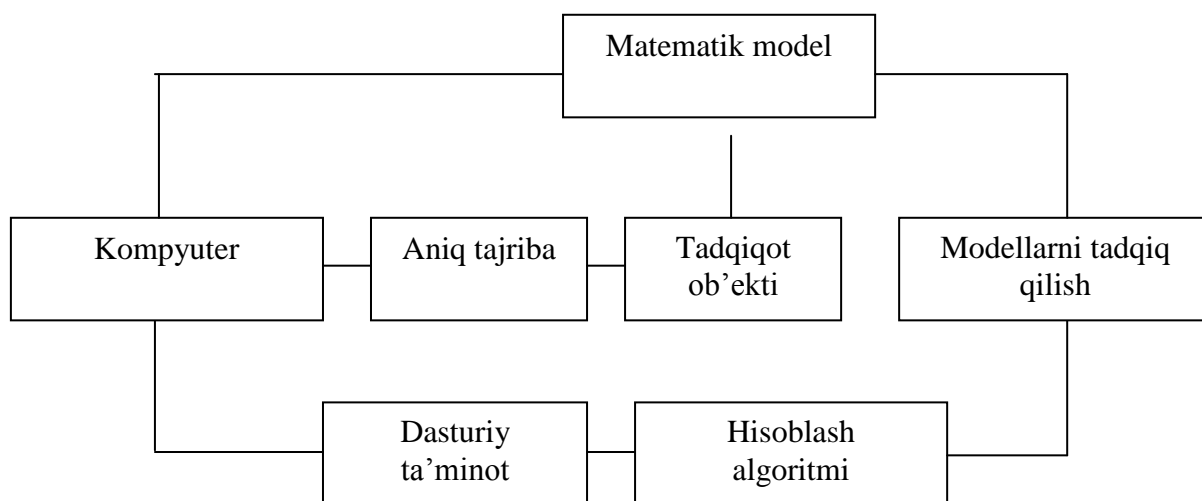 Matematik model
Kompyuter
Aniq tajriba
Tadqiqot
ob’ekti
Modellarni tadqiq
qilish
Dasturiy
ta’minot
Hisoblash
algoritmi